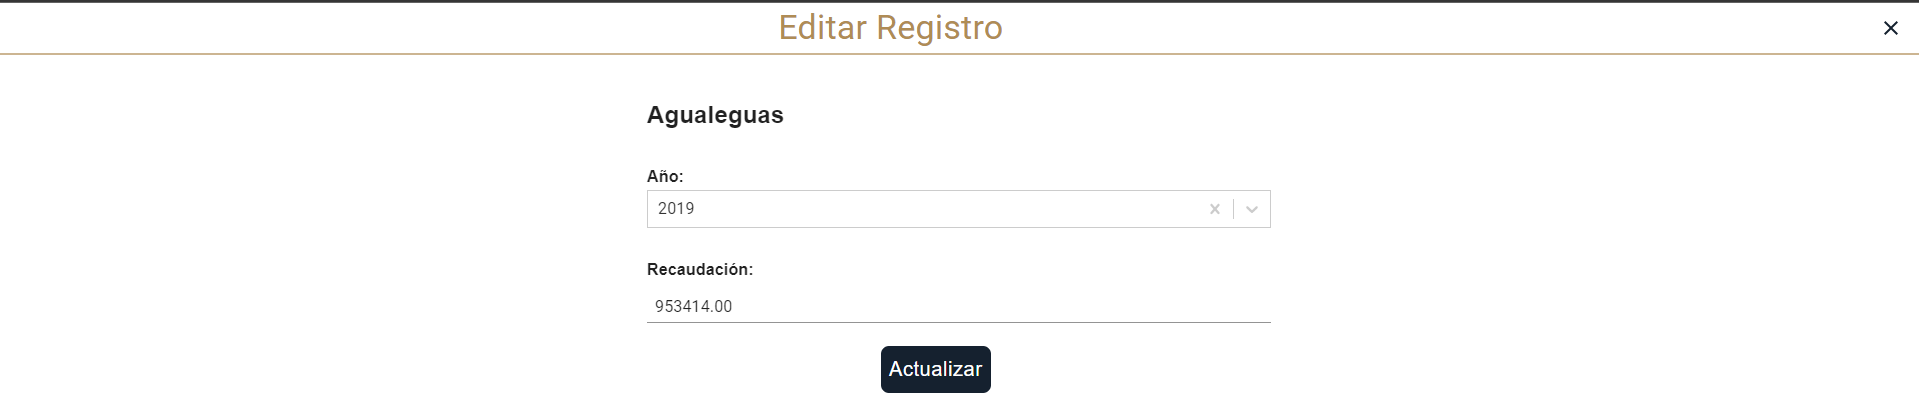 Editar Registro
Agualeguas
Año:
2019
Recaudación:
953414.00
Actualizar